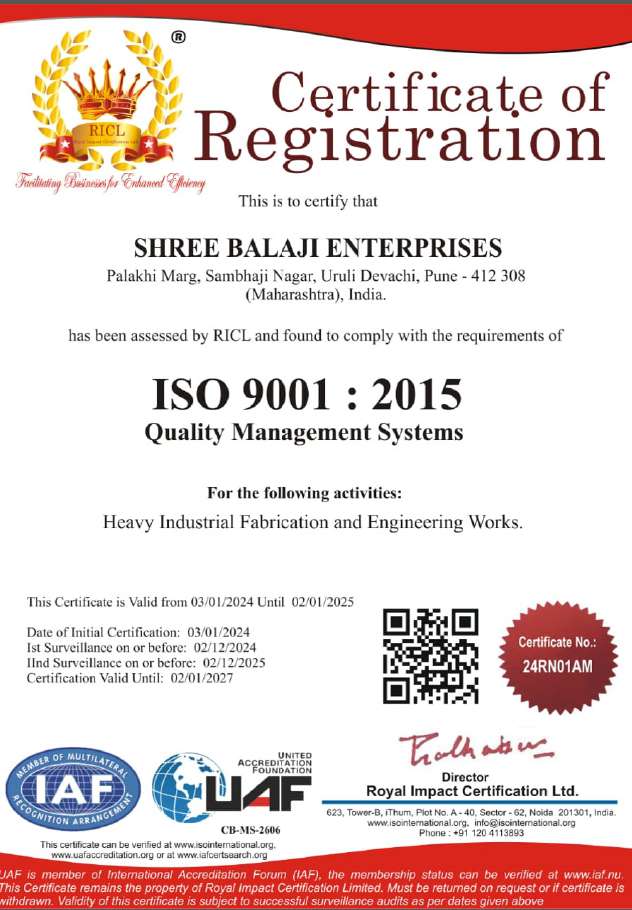 ®
RICL
Facilitating Businesses for Enhanced Efficiency
Certificate of
Registration
This is to certify that
SHREE BALAJI ENTERPRISES
Palakhi Marg, Sambhaji Nagar, Uruli Devachi, Pune - 412 308
(Maharashtra), India.
has been assessed by RICL and found to comply with the requirements of
ISO 9001 : 2015
Quality Management Systems
For the following activities:
Heavy Industrial Fabrication and Engineering Works.
This Certificate is Valid from 03/01/2024 Until 02/01/2025
Date of Initial Certification: 03/01/2024
Ist Surveillance on or before: 02/12/2024
IInd Surveillance on or before: 02/12/2025
Certification Valid Until: 02/01/2027
Certificate No.:
24RN01AM
MEMBER OF MULTILATERAL
IAF
RECOGNITION ARRANGEMENT
UNITED
ACCREDITATION
FOUNDATION
UAF
CB-MS-2606
This certificate can be verified at www.isointernational.org,
www.uafaccreditation.org or at www.iafcertsearch.org
Director
Royal Impact Certification Ltd.
623, Tower-B, iThum, Plot No. A - 40, Sector - 62, Noida 201301, India.
www.isointernational.org, info@isointernational.org
Phone : +91 120 4113893
UAF is member of International Accreditation Forum (IAF), the membership status can be verified at www.iaf.nu.
This Certificate remains the property of Royal Impact Certification Limited. Must be returned on request or if certificate is
withdrawn. Validity of this certificate is subject to successful surveillance audits as per dates given above